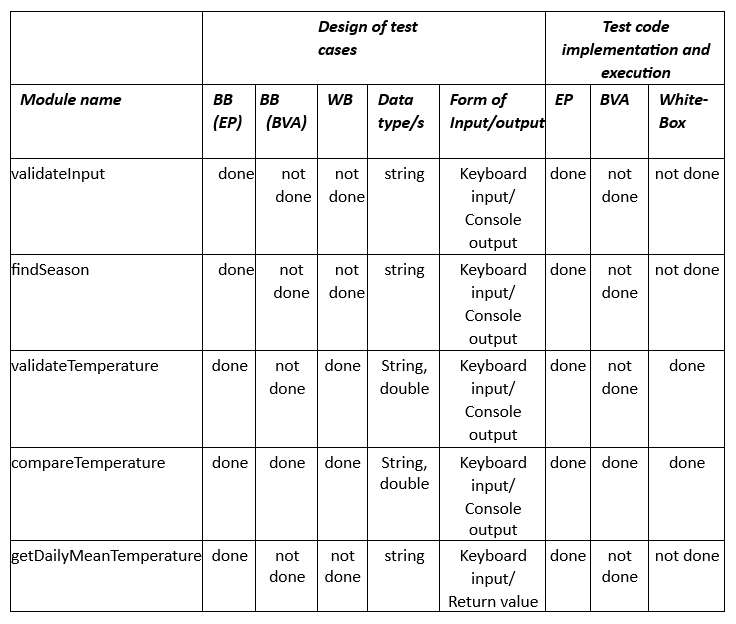 Design of test cases Test code implementation and execution
Module name BB (EP) BB (BVA) WB Data type/s Form of Input/output EP BVA White-Box
validateInput done not done not done string Keyboard input/ Console output done not done not done
findSeason done not done not done string Keyboard input/ Console output done not done not done
validateTemperature done not done done String, double Keyboard input/ Console output done not done done
compareTemperature done done done String, double Keyboard input/ Console output done done done
getDailyMeanTemperature done not done not done string Keyboard input/ Return value done not done not done